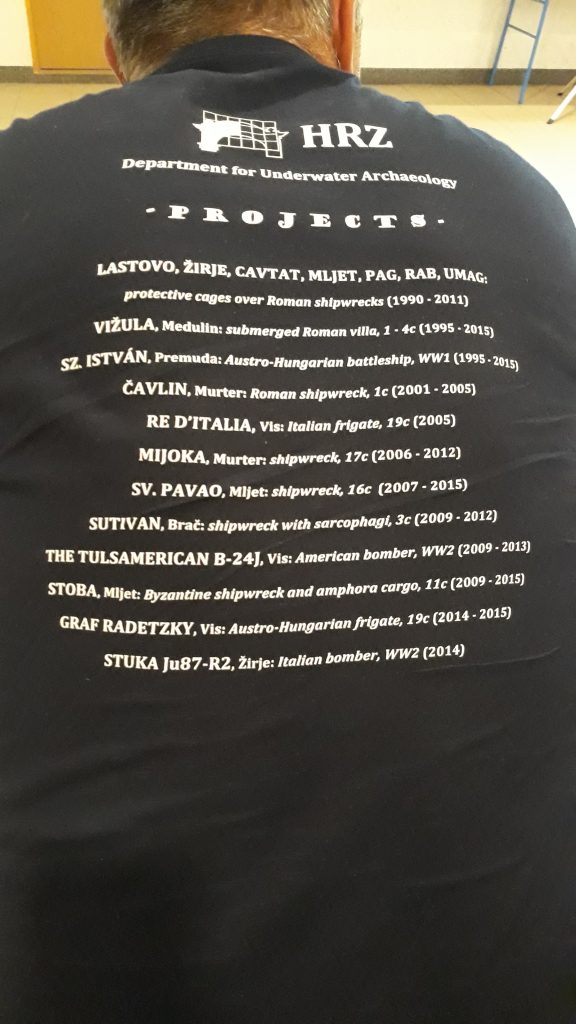 HRZ
Department for Underwater Archaeology
- PROJECTS -
LASTOVO, ŽIRJE, CAVTAT, MLJET, PAG, RAB, UMAG:
protective cages over Roman shipwrecks (1990 - 2011)
VIŽULA, Medulin: submerged Roman villa, 1 - 4c (1995 - 2015)
SZ. ISTVÁN, Premuda: Austro-Hungarian battleship, WW1 (1995 - 2015)
ČAVLIN, Murter: Roman shipwreck, 1c (2001 - 2005)
RE D'ITALIA, Vis: Italian frigate, 19c (2005)
MIJOKA, Murter: shipwreck, 17c (2006 - 2012)
SV. PAVAO, Mljet: shipwreck, 16c (2007 - 2015)
SUTIVAN, Brač: shipwreck with sarcophagi, 3c (2009 - 2012)
THE TULSAMERICAN B-24J, Vis: American bomber, WW2 (2009 - 2013)
STOBA, Mljet: Byzantine shipwreck and amphora cargo, 11c (2009 - 2015)
GRAF RADETZKY, Vis: Austro-Hungarian frigate, 19c (2014 - 2015)
STUKA Ju87-R2, Žirje: Italian bomber, WW2 (2014)